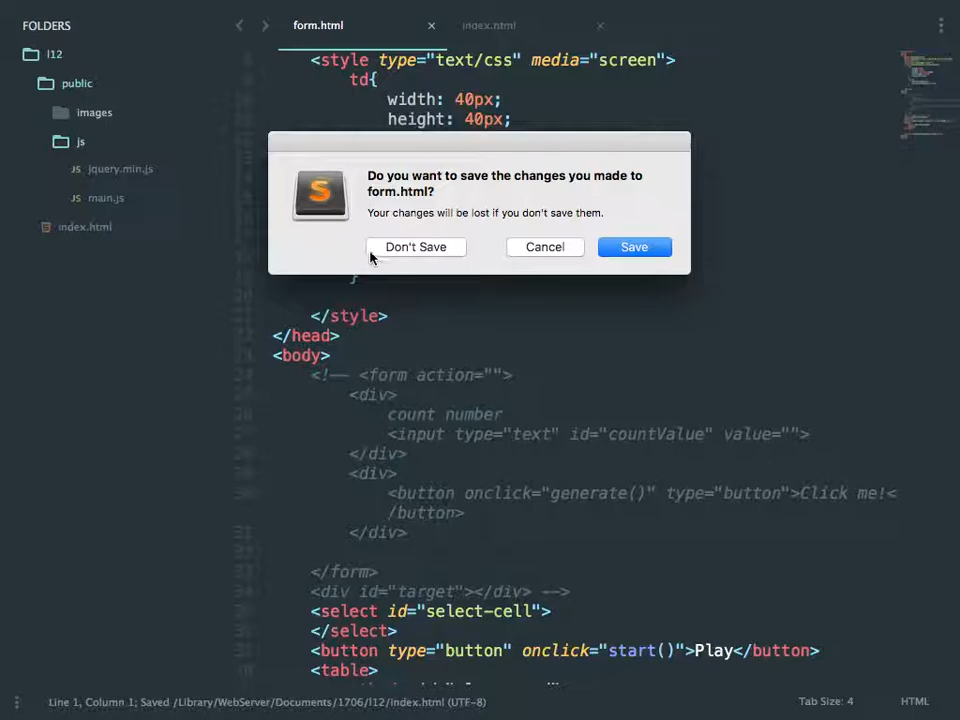 FOLDERS
form.html
index.html
l12
public
images
js
JS jquery.min.js
JS main.js
index.html
<style type="text/css" media="screen">
td{
width: 40px;
height: 40px;
Do you want to save the changes you made to
form.html?
Your changes will be lost if you don't save them.
Don't Save
Cancel
Save
}
</style>
</head>
<body>
<!-- <form action="">
<div>
count number
<input type="text" id="countValue" value="">
</div>
<div>
<button onclick="generate()" type="button">Click me!<
/button>
</div>
</form>
<div id="target"></div> -->
<select id="select-cell">
</select>
<button type="button" onclick="start()">Play</button>
<table>
Line 1, Column 1; Saved /Library/WebServer/Documents/1706/l12/index.html (UTF-8)
Tab Size: 4
HTML